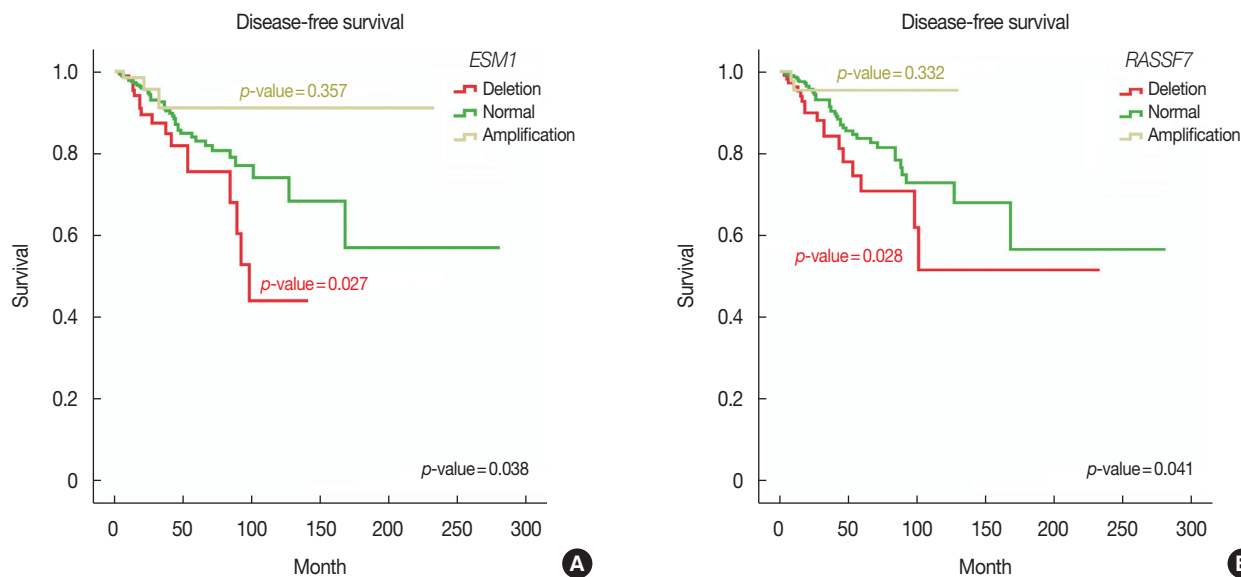 Disease-free survival
ESM1
Deletion
Normal
Amplification
p-value=0.357
p-value=0.027
p-value=0.038
Survival
1.0
0.8
0.6
0.4
0.2
0
0 50 100 150 200 250 300
Month
A
Disease-free survival
RASSF7
Deletion
Normal
Amplification
p-value=0.332
p-value=0.028
p-value=0.041
Survival
1.0
0.8
0.6
0.4
0.2
0
0 50 100 150 200 250 300
Month